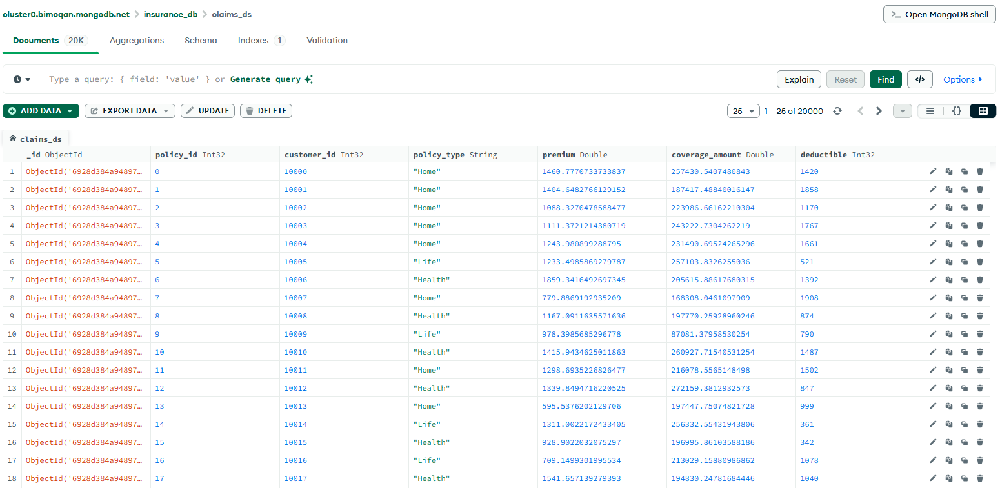 cluster0.bimoqan.mongodb.net > insurance_db > claims_ds
>_ Open MongoDB shell
Documents 20K Aggregations Schema Indexes 1 Validation
Type a query: { field: 'value' } or Generate query
Explain Reset Find </> Options
ADD DATA EXPORT DATA UPDATE DELETE
25 1 – 25 of 20000 {}
claims_ds
_id ObjectId policy_id Int32 customer_id Int32 policy_type String premium Double coverage_amount Double deductible Int32
1 ObjectId('6928d384a94897… 0 10000 "Home" 1460.7770733733837 257430.5407480843 1420
2 ObjectId('6928d384a94897… 1 10001 "Home" 1404.6482766129152 187417.48840016147 1858
3 ObjectId('6928d384a94897… 2 10002 "Home" 1088.3270478588477 223986.66162210304 1170
4 ObjectId('6928d384a94897… 3 10003 "Home" 1111.3721214380719 243222.7304262219 1767
5 ObjectId('6928d384a94897… 4 10004 "Home" 1243.980899288795 231490.69524265296 1661
6 ObjectId('6928d384a94897… 5 10005 "Life" 1233.4985869279787 257103.8326255036 521
7 ObjectId('6928d384a94897… 6 10006 "Health" 1859.3416492697345 205615.88617680315 1392
8 ObjectId('6928d384a94897… 7 10007 "Home" 779.8869192935209 168308.0461097909 1908
9 ObjectId('6928d384a94897… 8 10008 "Health" 1167.0911635571636 197770.25928960246 874
10 ObjectId('6928d384a94897… 9 10009 "Life" 978.3985685296778 87081.37958530254 790
11 ObjectId('6928d384a94897… 10 10010 "Health" 1415.9434625011863 260927.71540531254 1487
12 ObjectId('6928d384a94897… 11 10011 "Home" 1298.6935226826477 216078.5565148498 1502
13 ObjectId('6928d384a94897… 12 10012 "Health" 1339.8494716220525 272159.3812932573 847
14 ObjectId('6928d384a94897… 13 10013 "Home" 595.5376202129706 197447.75074821728 999
15 ObjectId('6928d384a94897… 14 10014 "Life" 1311.0022172433405 256332.55431943806 361
16 ObjectId('6928d384a94897… 15 10015 "Health" 928.9022032075297 196995.86103588186 342
17 ObjectId('6928d384a94897… 16 10016 "Life" 709.1499301995534 213029.15880986862 1078
18 ObjectId('6928d384a94897… 17 10017 "Health" 1541.657139279393 194830.24781684446 1040